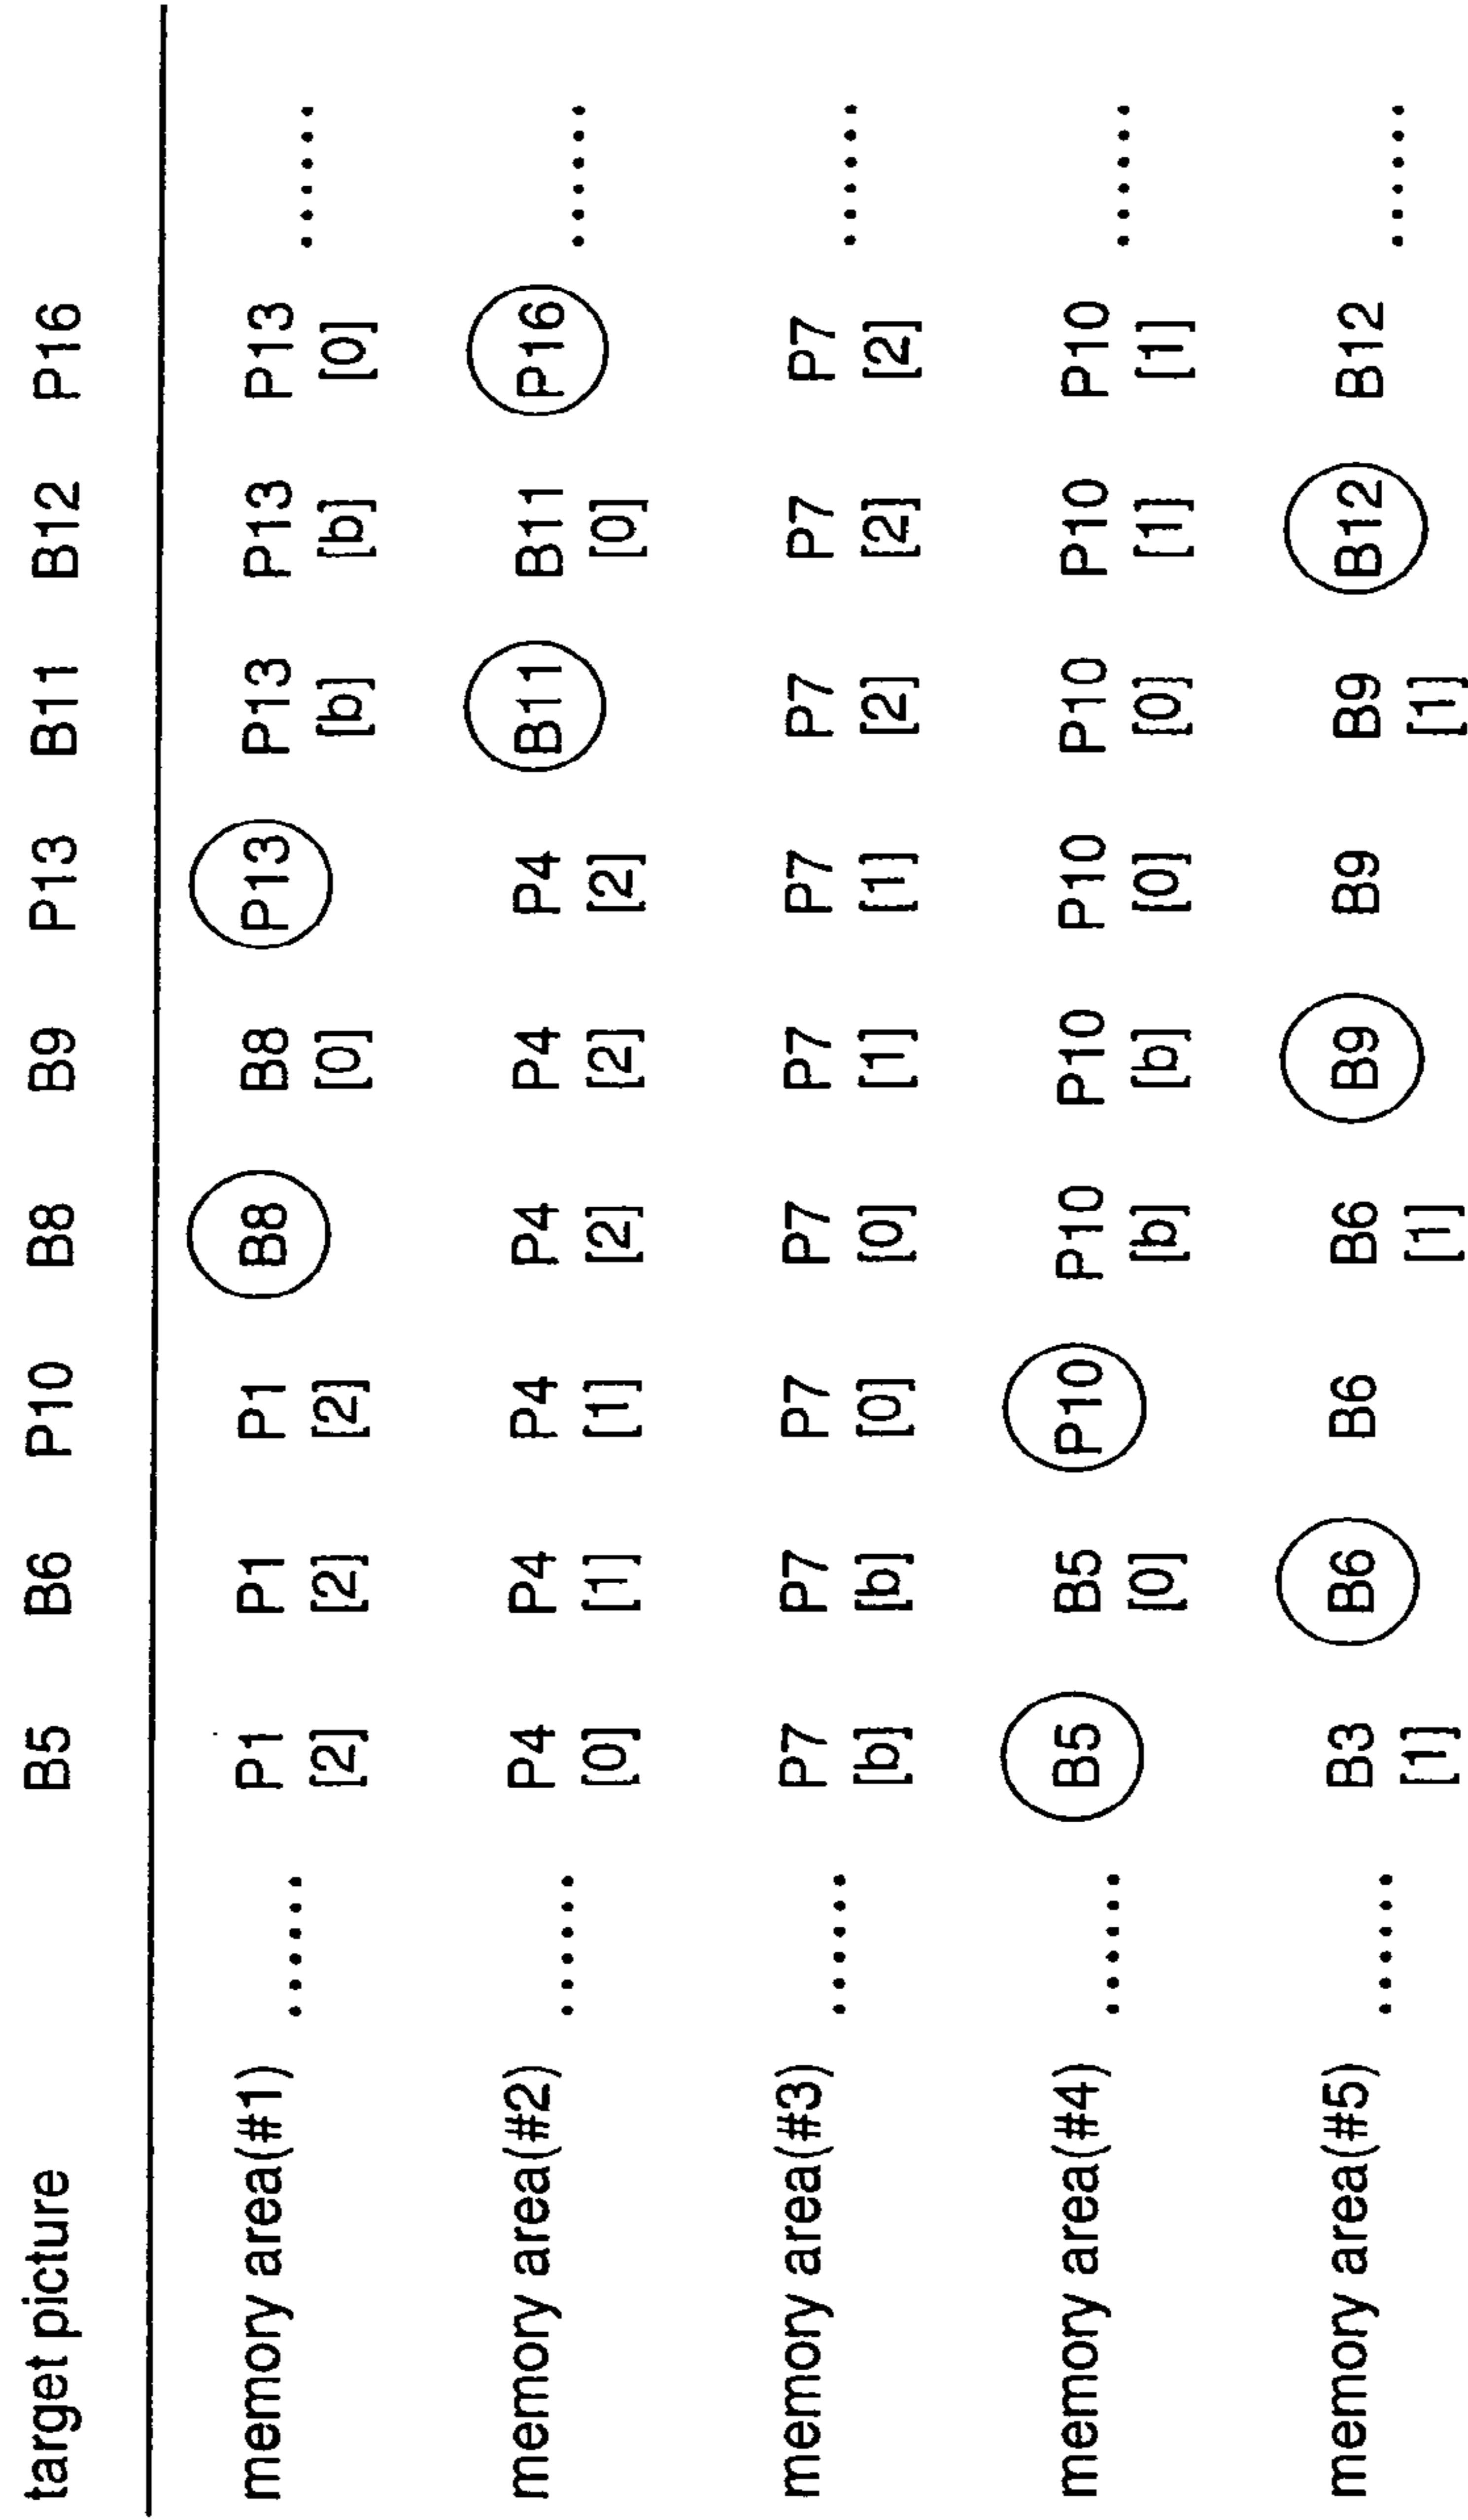 target picture B5 B6 P10 B8 B9 P13 B11 B12 P16
memory area(#1) ...... P1 P1 P1 B8 B8 P13 P13 P13 P13 ......
[2] [2] [2] [0] [b] [b] [0]
memory area(#2) ...... P4 P4 P4 P4 P4 P4 B11 B11 P16 ......
[0] [1] [1] [2] [2] [2] [0]
memory area(#3) ...... P7 P7 P7 P7 P7 P7 P7 P7 P7 ......
[b] [b] [0] [0] [1] [1] [2] [2] [2]
memory area(#4) ...... B5 B5 P10 P10 P10 P10 P10 P10 P10 ......
[0] [b] [b] [0] [0] [1] [1]
memory area(#5) ...... B3 B6 B6 B6 B9 B9 B9 B12 B12 ......
[1] [1] [1]